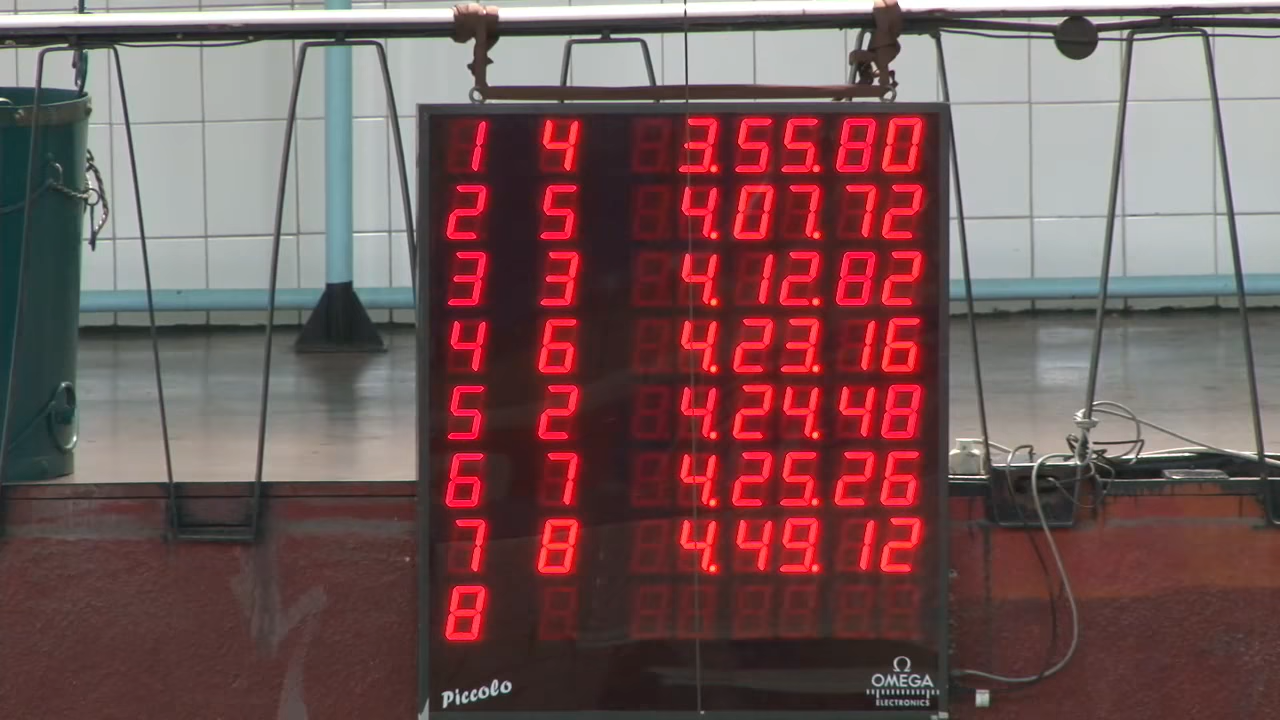 1 4 3.55.80
2 5 4.07.72
3 3 4.12.82
4 6 4.23.16
5 2 4.24.48
6 7 4.25.26
7 8 4.49.12
8
Piccolo
Ω
OMEGA
ELECTRONICS